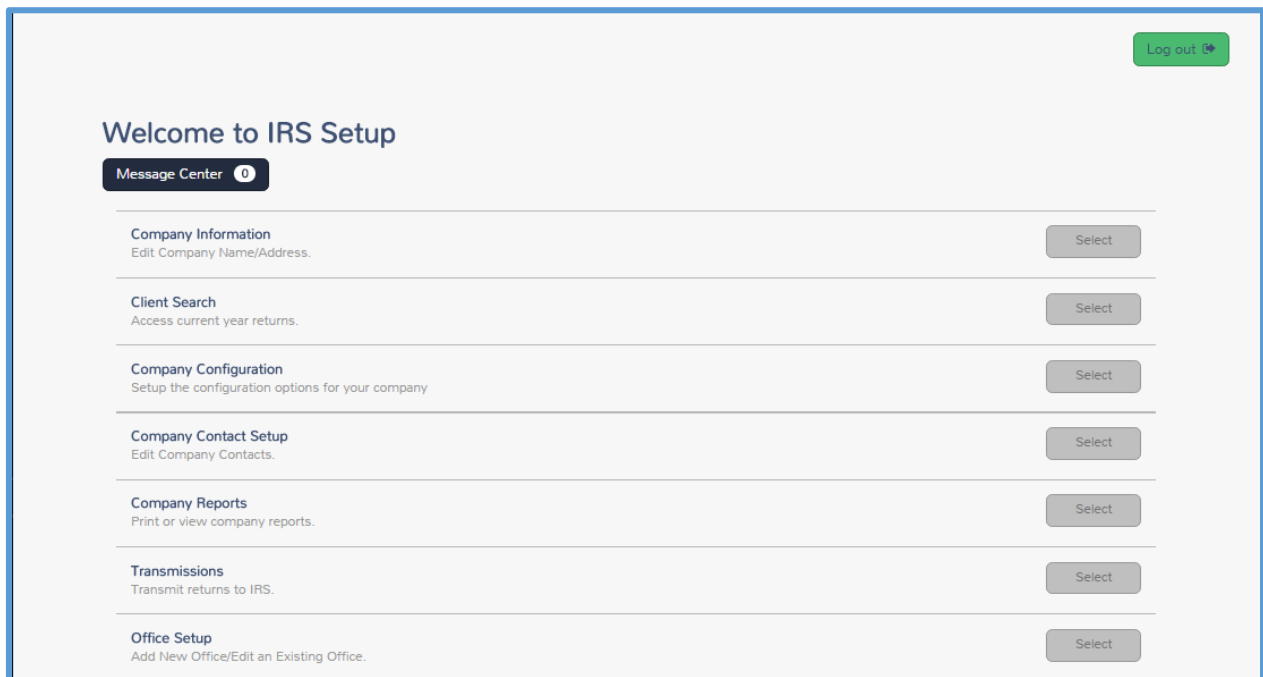 Log out
Welcome to IRS Setup
Message Center 0
Company Information
Edit Company Name/Address.
Select
Client Search
Access current year returns.
Select
Company Configuration
Setup the configuration options for your company
Select
Company Contact Setup
Edit Company Contacts.
Select
Company Reports
Print or view company reports.
Select
Transmissions
Transmit returns to IRS.
Select
Office Setup
Add New Office/Edit an Existing Office.
Select